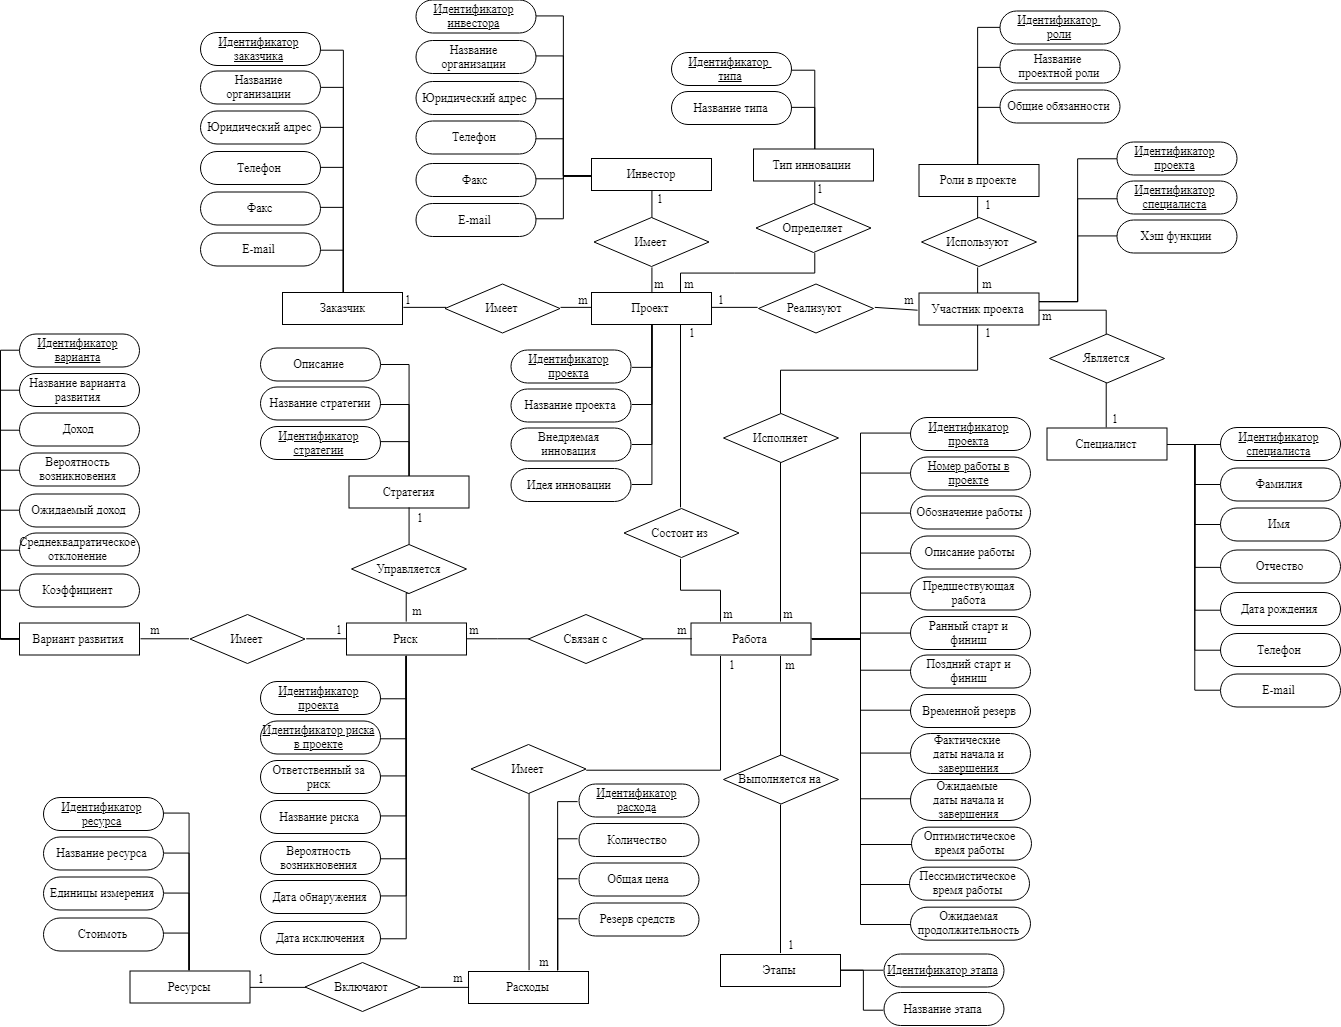 Идентификатор
инвестора
Название
организации
Юридический адрес
Телефон
Факс
E-mail
Идентификатор
заказчика
Название
организации
Юридический адрес
Телефон
Факс
E-mail
Идентификатор
типа
Название типа
Идентификатор
роли
Название
проектной роли
Общие обязанности
Идентификатор
проекта
Идентификатор
специалиста
Хэш функции
Инвестор
1
Тип инновации
1
Роли в проекте
1
Имеет
m
Определяет
m
Используют
m
Заказчик
1
Имеет
m
Проект
1
1
Реализуют
m
Участник проекта
m
1
Является
1
Специалист
Идентификатор
проекта
Название проекта
Внедряемая
инновация
Идея инновации
Описание
Название стратегии
Идентификатор
стратегии
Стратегия
1
Управляется
m
Идентификатор
варианта
Название варианта
развития
Доход
Вероятность
возникновения
Ожидаемый доход
Среднеквадратическое
отклонение
Коэффициент
Исполняет
m
Состоит из
m
Идентификатор
проекта
Номер работы в
проекте
Обозначение работы
Описание работы
Предшествующая
работа
Ранный старт и
финиш
Поздний старт и
финиш
Временной резерв
Фактические
даты начала и
завершения
Ожидаемые
даты начала и
завершения
Оптимистическое
время работы
Пессимистическое
время работы
Ожидаемая
продолжительность
Идентификатор
специалиста
Фамилия
Имя
Отчество
Дата рождения
Телефон
E-mail
Вариант развития
m
Имеет
1
Риск
m
Связан с
m
Работа
1
m
Идентификатор
проекта
Идентификатор риска
в проекте
Ответственный за
риск
Название риска
Вероятность
возникновения
Дата обнаружения
Дата исключения
Имеет
m
Выполняется на
1
Идентификатор
расхода
Количество
Общая цена
Резерв средств
Идентификатор
ресурса
Название ресурса
Единицы измерения
Стоимоть
Ресурсы
1
Включают
m
Расходы
Этапы
Идентификатор этапа
Название этапа